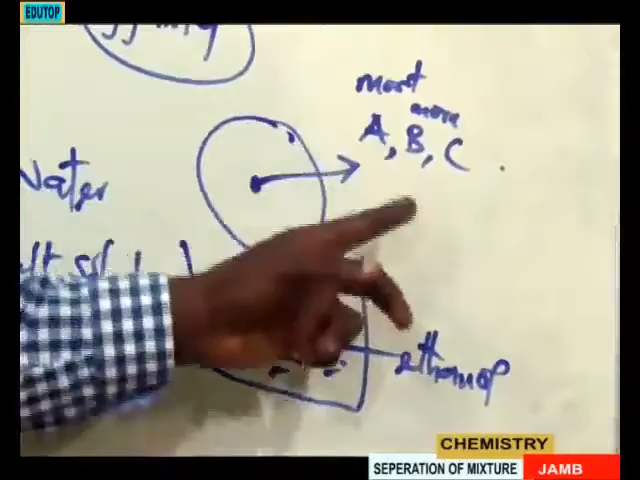 EDUTOP
most
more
A, B, C .
Water
ethanol
CHEMISTRY
SEPERATION OF MIXTURE
JAMB